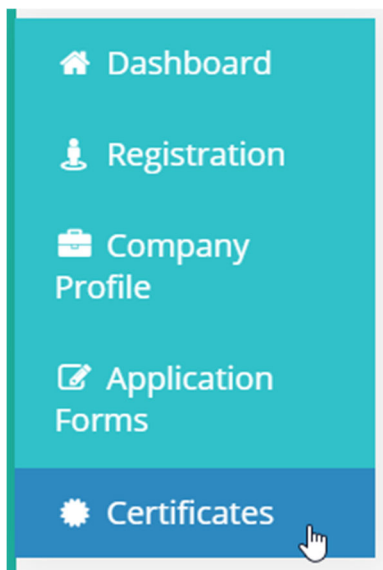 Dashboard
Registration
Company
Profile
Application
Forms
Certificates